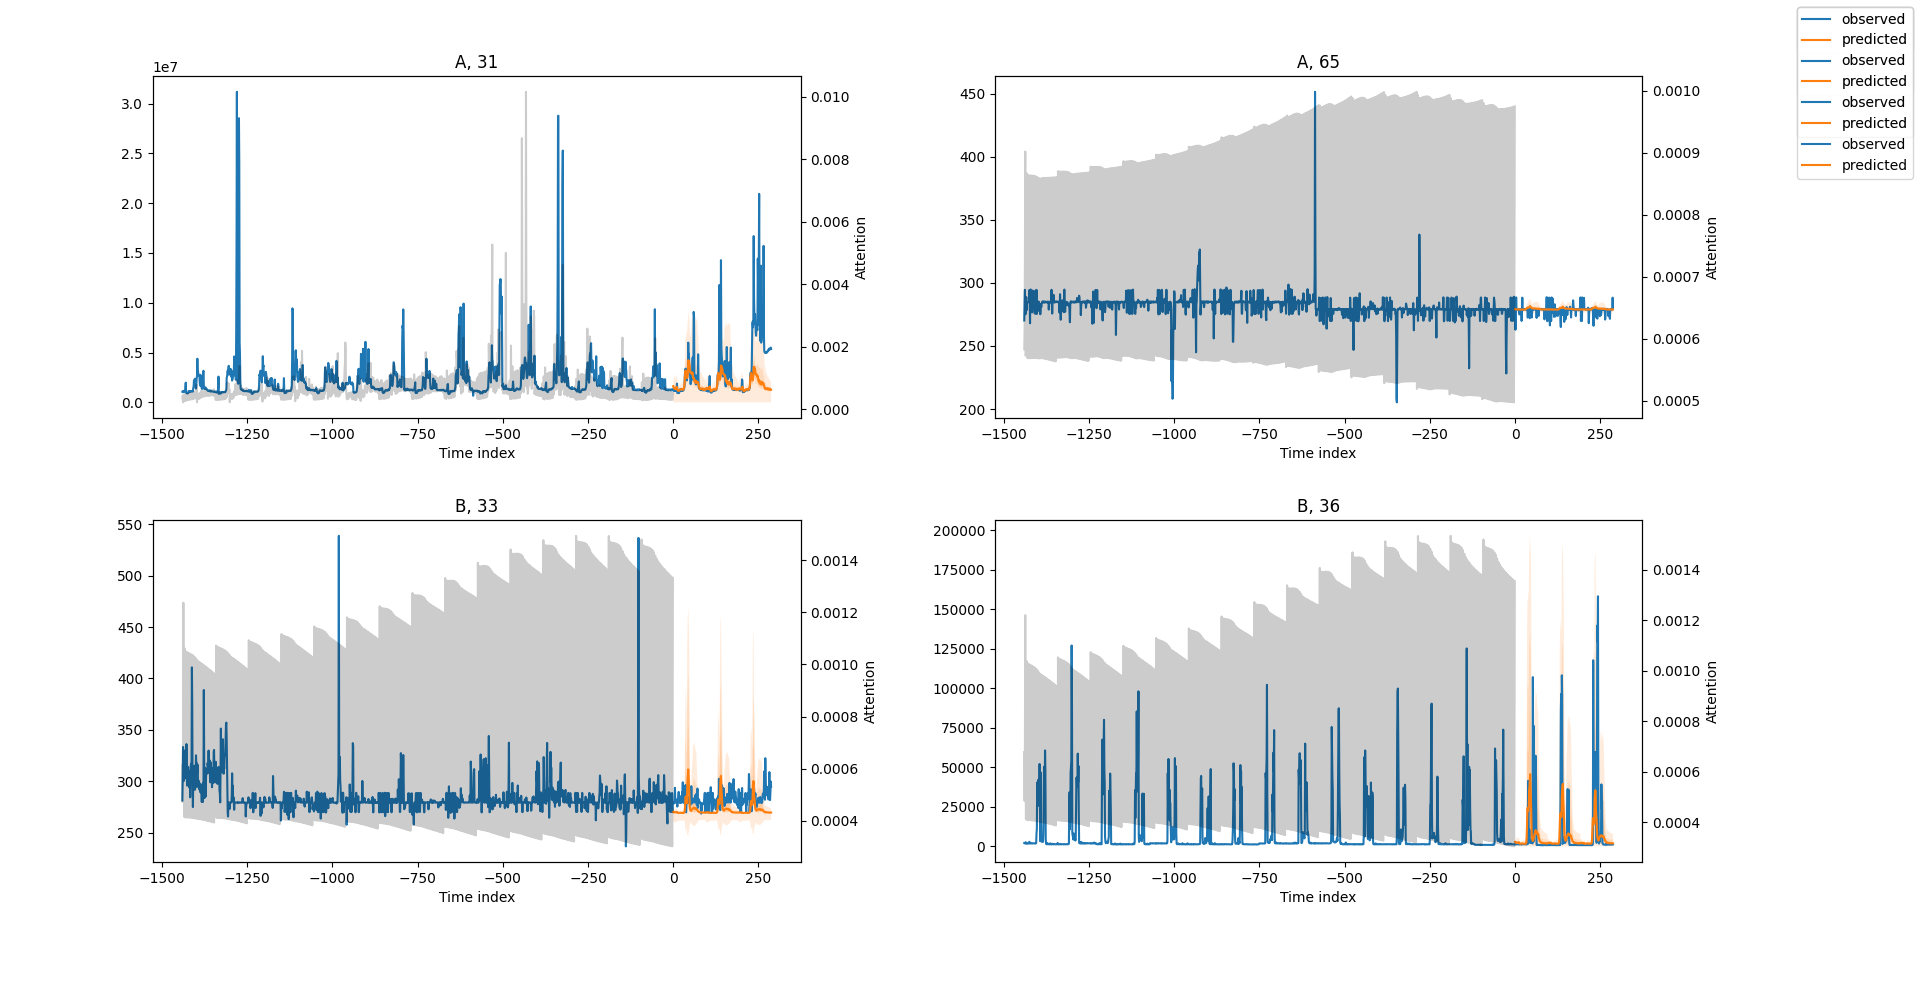 observed
predicted
observed
predicted
observed
predicted
observed
predicted
A, 31
1e7
3.0
2.5
2.0
1.5
1.0
0.5
0.0
0.010
0.008
0.006
0.004
0.002
0.000
Attention
−1500 −1250 −1000 −750 −500 −250 0 250
Time index
A, 65
450
400
350
300
250
200
0.0010
0.0009
0.0008
0.0007
0.0006
0.0005
Attention
−1500 −1250 −1000 −750 −500 −250 0 250
Time index
B, 33
550
500
450
400
350
300
250
0.0014
0.0012
0.0010
0.0008
0.0006
0.0004
Attention
−1500 −1250 −1000 −750 −500 −250 0 250
Time index
B, 36
200000
175000
150000
125000
100000
75000
50000
25000
0
0.0014
0.0012
0.0010
0.0008
0.0006
0.0004
Attention
−1500 −1250 −1000 −750 −500 −250 0 250
Time index